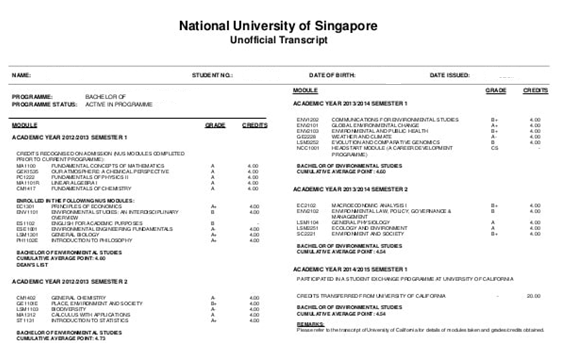 National University of Singapore
Unofficial Transcript
NAME: STUDENT NO.: DATE OF BIRTH: DATE ISSUED:
PROGRAMME: BACHELOR OF
PROGRAMME STATUS: ACTIVE IN PROGRAMME
MODULE GRADE CREDITS
ACADEMIC YEAR 2012/2013 SEMESTER 1
CREDITS RECOGNISED ON ADMISSION (NUS MODULES COMPLETED
PRIOR TO CURRENT PROGRAMME):
MA1100 FUNDAMENTAL CONCEPTS OF MATHEMATICS A 4.00
GEK1535 OUR ATMOSPHERE: A CHEMICAL PERSPECTIVE A 4.00
PC1222 FUNDAMENTALS OF PHYSICS II A 4.00
MA1101R LINEAR ALGEBRA I A 4.00
CM1417 FUNDAMENTALS OF CHEMISTRY A 4.00
ENROLLED IN THE FOLLOWING NUS MODULES:
EC1301 PRINCIPLES OF ECONOMICS A+ 4.00
ENV1101 ENVIRONMENTAL STUDIES: AN INTERDISCIPLINARY B 4.00
OVERVIEW
ES1102 ENGLISH FOR ACADEMIC PURPOSES B -
ESE1001 ENVIRONMENTAL ENGINEERING FUNDAMENTALS A- 4.00
LSM1301 GENERAL BIOLOGY A+ 4.00
PH1102E INTRODUCTION TO PHILOSOPHY A+ 4.00
BACHELOR OF ENVIRONMENTAL STUDIES
CUMULATIVE AVERAGE POINT: 4.80
DEAN'S LIST
ACADEMIC YEAR 2012/2013 SEMESTER 2
CM1402 GENERAL CHEMISTRY A- 4.00
GE1101E PLACE, ENVIRONMENT AND SOCIETY B+ 4.00
LSM1103 BIODIVERSITY A- 4.00
MA1312 CALCULUS WITH APPLICATIONS A 4.00
ST1131 INTRODUCTION TO STATISTICS A+ 4.00
BACHELOR OF ENVIRONMENTAL STUDIES
CUMULATIVE AVERAGE POINT: 4.73
MODULE GRADE CREDITS
ACADEMIC YEAR 2013/2014 SEMESTER 1
ENV1202 COMMUNICATIONS FOR ENVIRONMENTAL STUDIES B+ 4.00
ENV2101 GLOBAL ENVIRONMENTAL CHANGE A+ 4.00
ENV2103 ENVIRONMENTAL AND PUBLIC HEALTH B+ 4.00
GE2228 WEATHER AND CLIMATE A- 4.00
LSM3252 EVOLUTION AND COMPARATIVE GENOMICS B 4.00
NCC1001 HEADSTART MODULE (A CAREER DEVELOPMENT CS -
PROGRAMME)
BACHELOR OF ENVIRONMENTAL STUDIES
CUMULATIVE AVERAGE POINT: 4.60
ACADEMIC YEAR 2013/2014 SEMESTER 2
EC2102 MACROECONOMIC ANALYSIS I B+ 4.00
ENV2102 ENVIRONMENTAL LAW, POLICY, GOVERNANCE & B 4.00
MANAGEMENT
LSM1104 GENERAL PHYSIOLOGY A 4.00
LSM2251 ECOLOGY AND ENVIRONMENT A 4.00
SC2221 ENVIRONMENT AND SOCIETY B+ 4.00
BACHELOR OF ENVIRONMENTAL STUDIES
CUMULATIVE AVERAGE POINT: 4.54
ACADEMIC YEAR 2014/2015 SEMESTER 1
PARTICIPATED IN A STUDENT EXCHANGE PROGRAMME AT UNIVERSITY OF CALIFORNIA
CREDITS TRANSFERRED FROM UNIVERSITY OF CALIFORNIA - 20.00
BACHELOR OF ENVIRONMENTAL STUDIES
CUMULATIVE AVERAGE POINT: 4.54
REMARKS:
Please refer to the transcript of University of California for details of modules taken and grades/credits obtained.